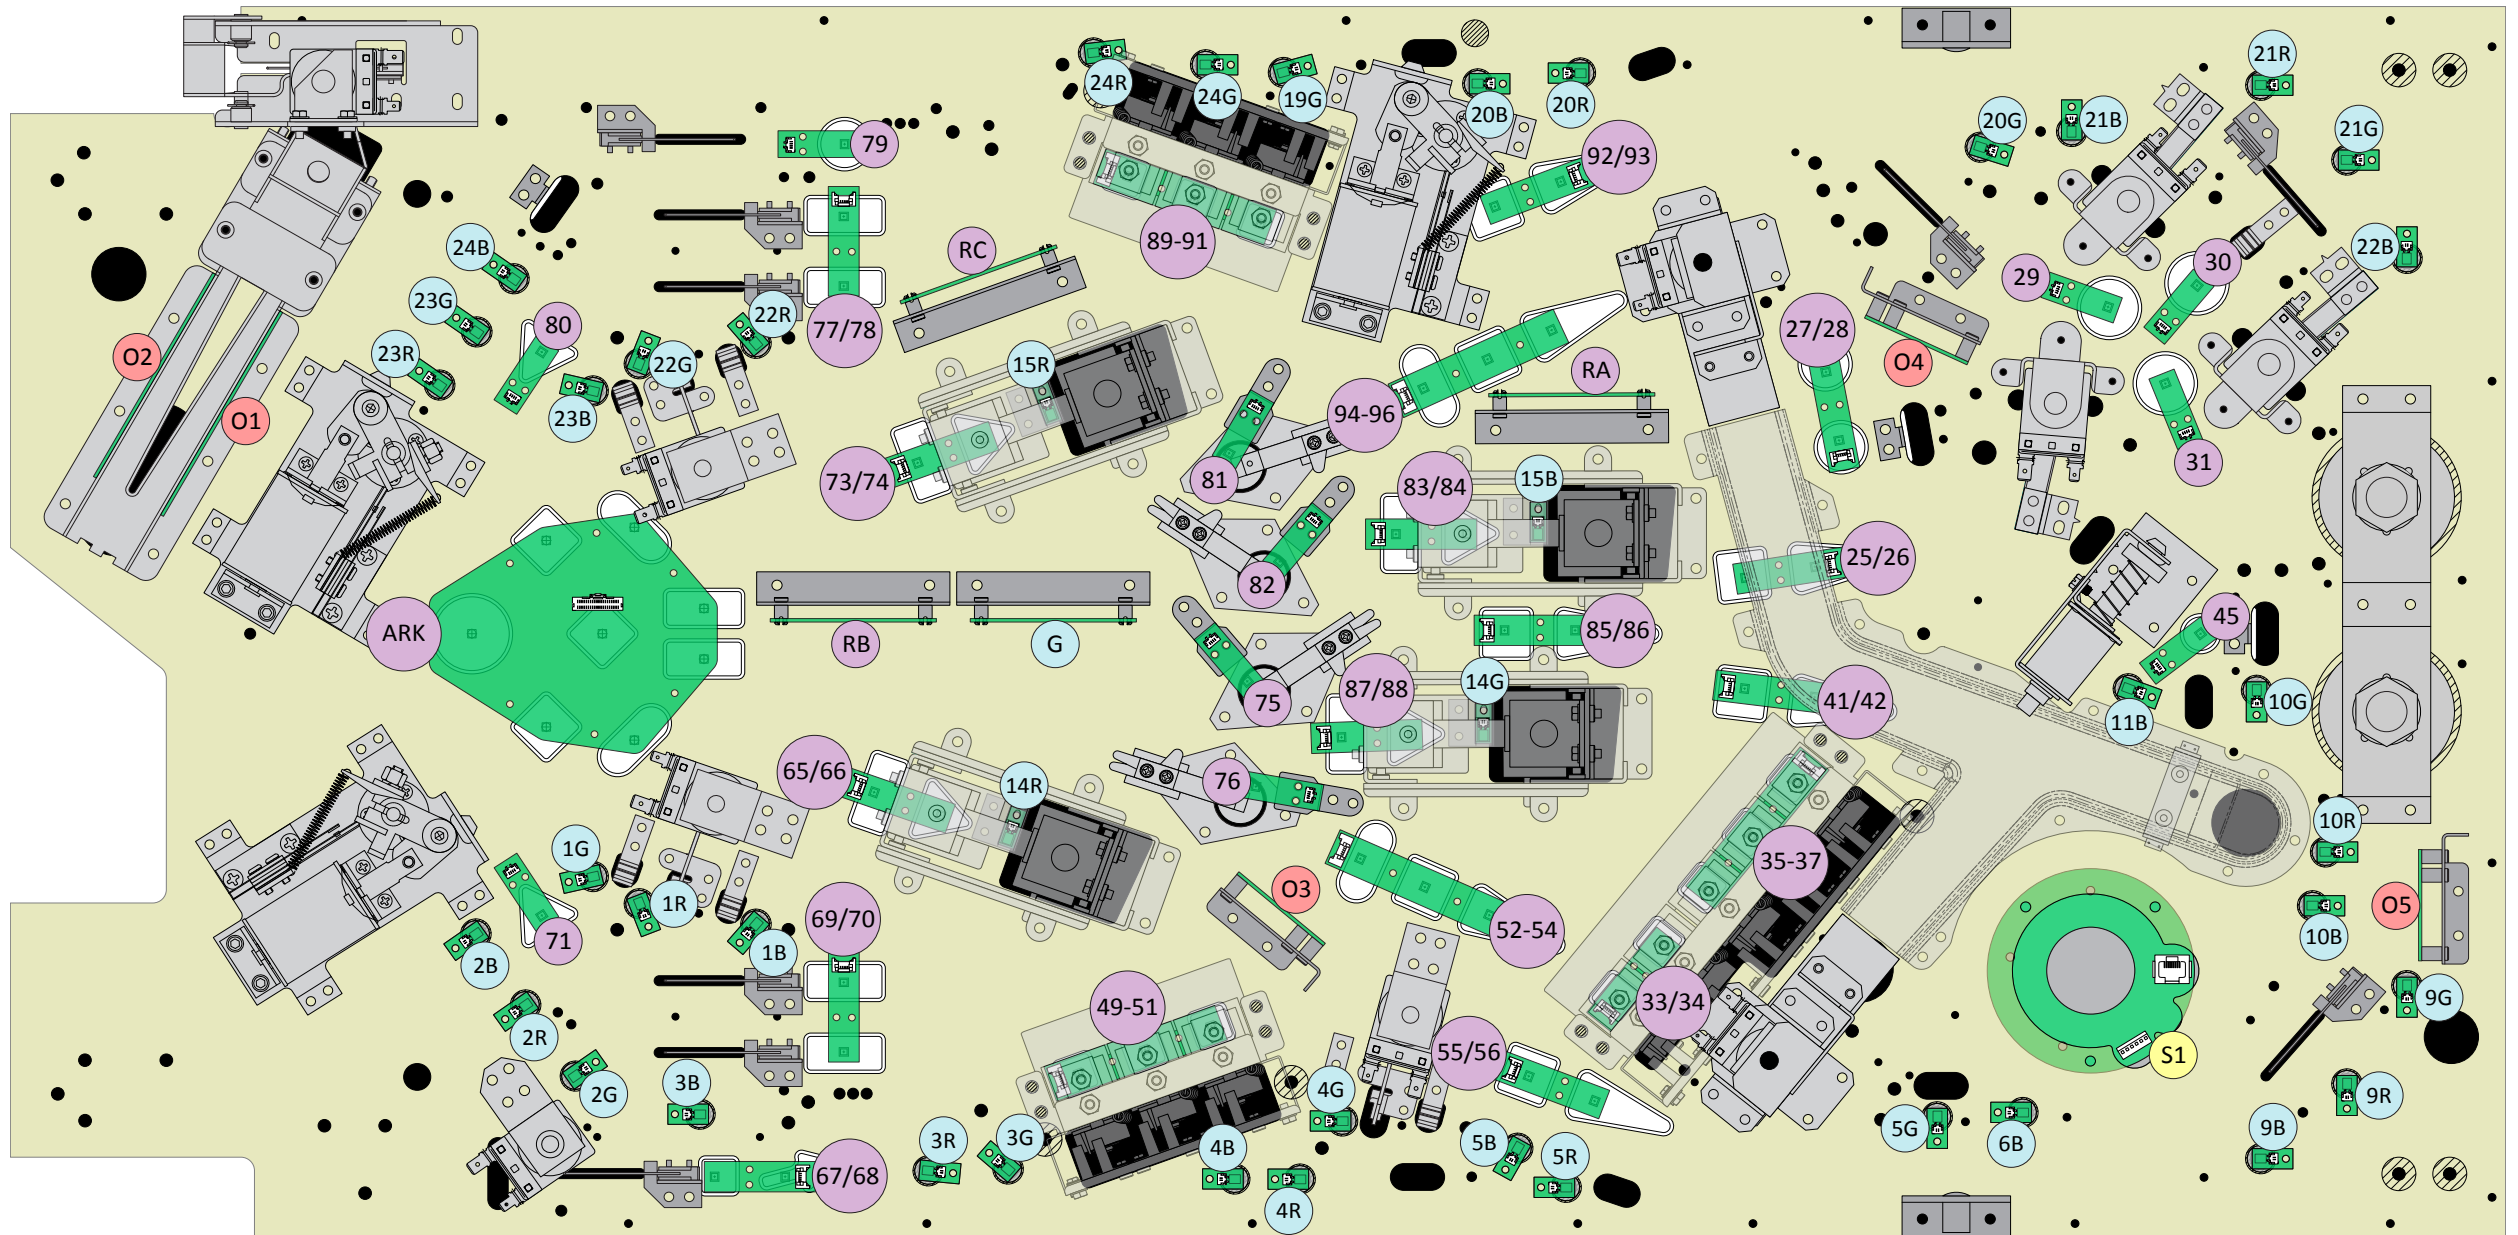 24R
24G
19G
20B
20R
21R
20G
21B
21G
79
92/93
24B
RC
89-91
22B
29
30
23G
80
22R
77/78
27/28
O2
23R
22G
15R
O4
RA
O1
23B
94-96
81
31
73/74
83/84
15B
82
25/26
ARK
RB
G
85/86
45
75
87/88
14G
41/42
11B
10G
65/66
14R
76
10R
1G
35-37
O3
O5
1R
69/70
52-54
71
1B
10B
2B
49-51
33/34
9G
2R
55/56
S1
3B
4G
2G
9R
3R
3G
5B
5G
6B
9B
4B
5R
67/68
4R